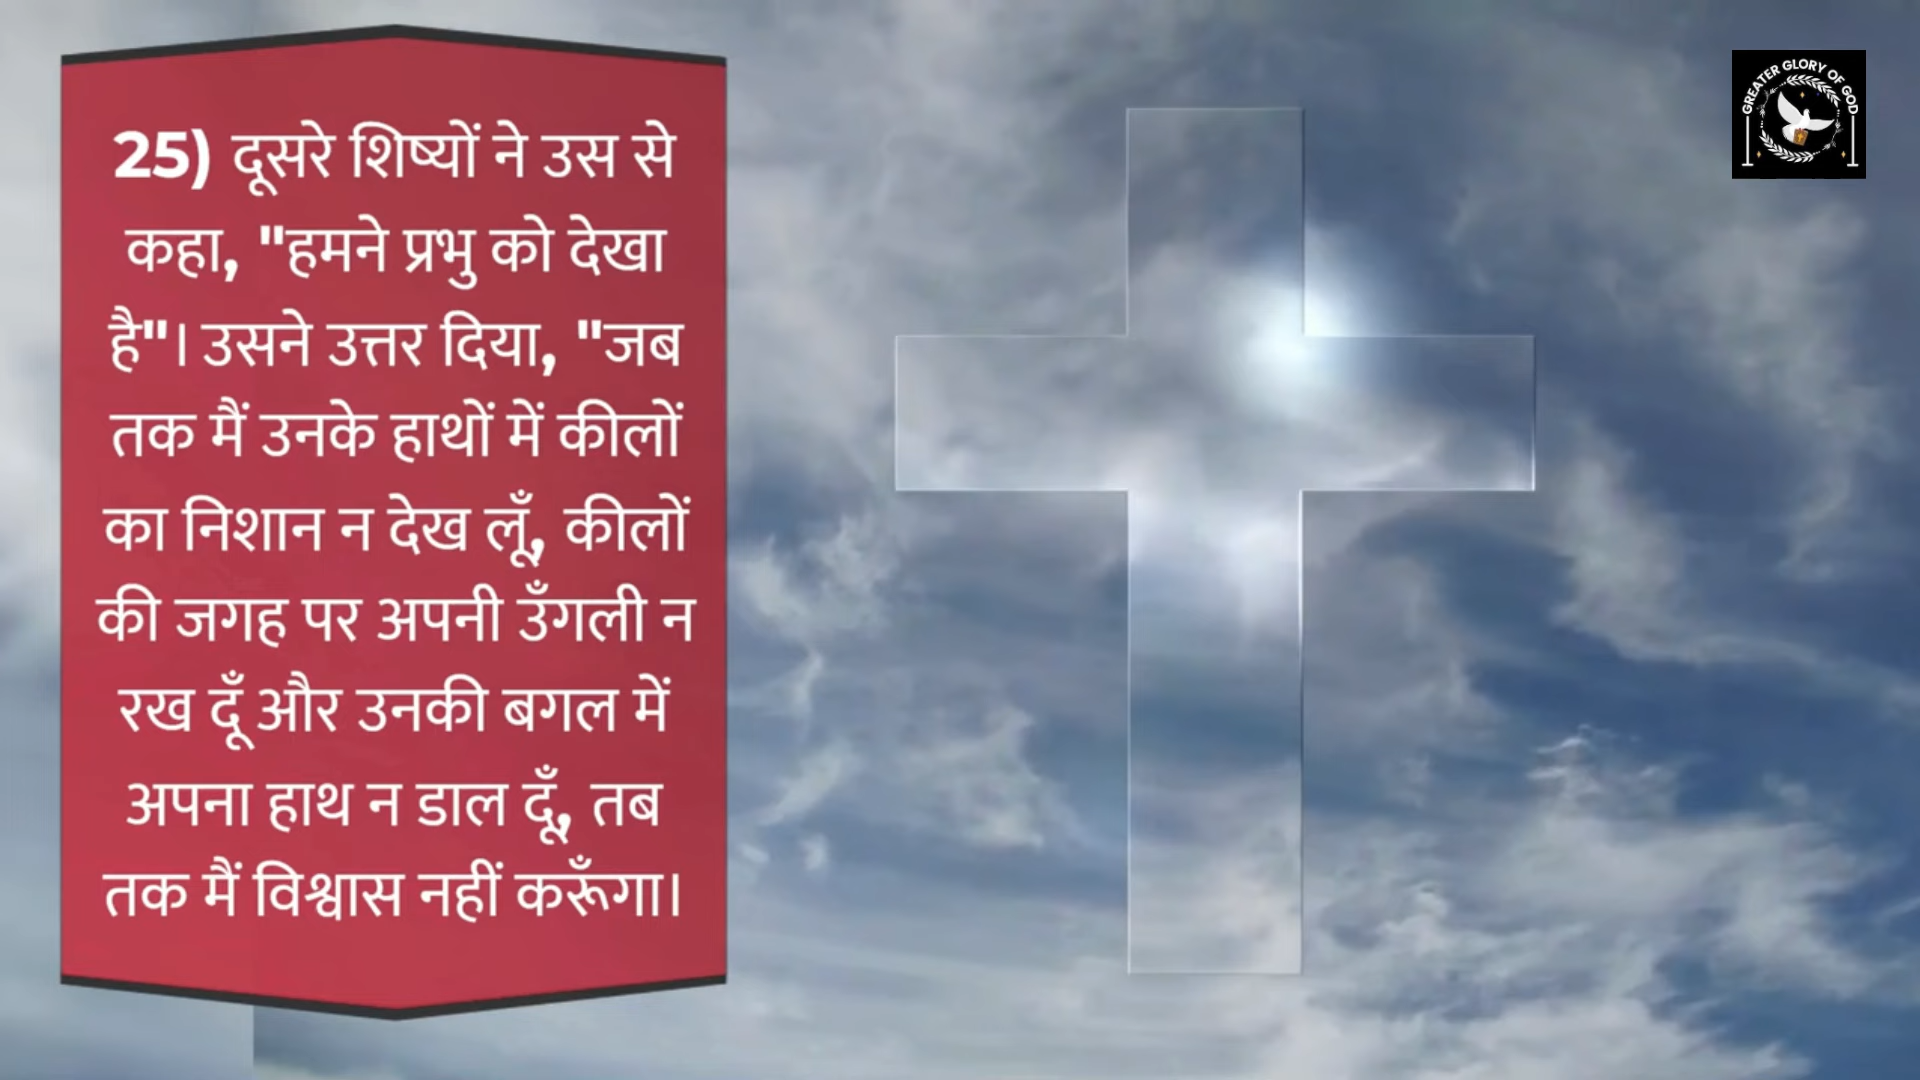 25) दूसरे शिष्यों ने उस से
कहा, "हमने प्रभु को देखा
है"। उसने उत्तर दिया, "जब
तक मैं उनके हाथों में कीलों
का निशान न देख लूँ, कीलों
की जगह पर अपनी उँगली न
रख दूँ और उनकी बगल में
अपना हाथ न डाल दूँ, तब
तक मैं विश्वास नहीं करूँगा।
GREATER GLORY OF GOD